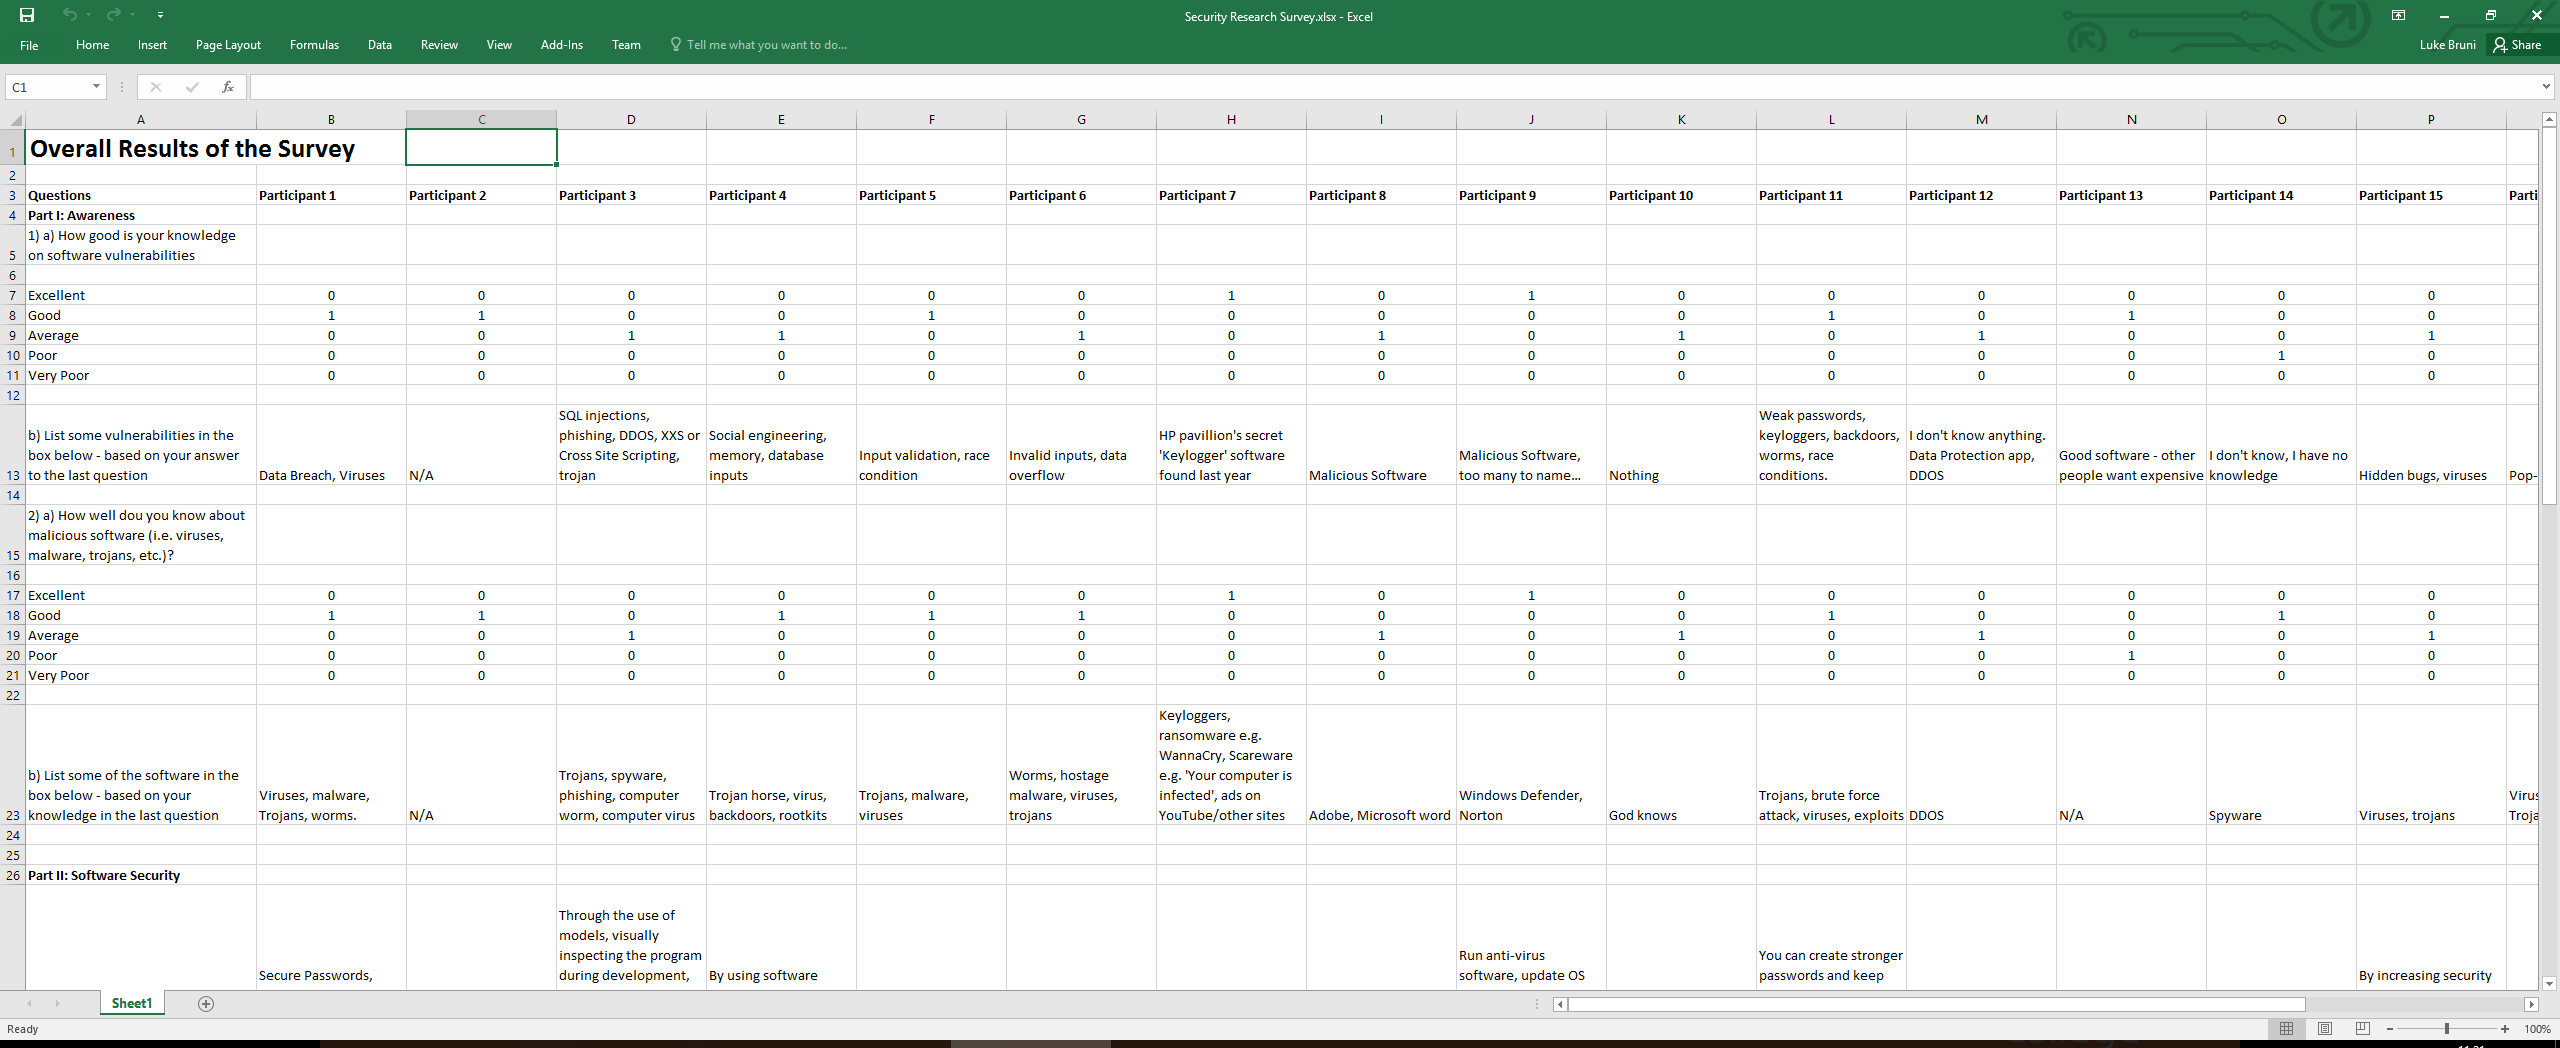 Security Research Survey.xlsx - Excel
File Home Insert Page Layout Formulas Data Review View Add-Ins Team Tell me what you want to do... Luke Bruni Share
C1 fx
A B C D E F G H I J K L M N O P
1 Overall Results of the Survey
2
3 Questions Participant 1 Participant 2 Participant 3 Participant 4 Participant 5 Participant 6 Participant 7 Participant 8 Participant 9 Participant 10 Participant 11 Participant 12 Participant 13 Participant 14 Participant 15 Parti
4 Part I: Awareness
1) a) How good is your knowledge
5 on software vulnerabilities
6
7 Excellent 0 0 0 0 0 0 1 0 1 0 0 0 0 0 0
8 Good 1 1 0 0 1 0 0 0 0 0 1 0 1 0 0
9 Average 0 0 1 1 0 1 0 1 0 1 0 1 0 0 1
10 Poor 0 0 0 0 0 0 0 0 0 0 0 0 0 1 0
11 Very Poor 0 0 0 0 0 0 0 0 0 0 0 0 0 0 0
12
SQL injections, Weak passwords,
b) List some vulnerabilities in the phishing, DDOS, XXS or Social engineering, HP pavillion's secret keyloggers, backdoors, I don't know anything.
box below - based on your answer Cross Site Scripting, memory, database Input validation, race Invalid inputs, data 'Keylogger' software Malicious Software, worms, race Data Protection app, Good software - other I don't know, I have no
13 to the last question Data Breach, Viruses N/A trojan inputs condition overflow found last year Malicious Software too many to name... Nothing conditions. DDOS people want expensive knowledge Hidden bugs, viruses Pop-
14
2) a) How well dou you know about
malicious software (i.e. viruses,
15 malware, trojans, etc.)?
16
17 Excellent 0 0 0 0 0 0 1 0 1 0 0 0 0 0 0
18 Good 1 1 0 1 1 1 0 0 0 0 1 0 0 1 0
19 Average 0 0 1 0 0 0 0 1 0 1 0 1 0 0 1
20 Poor 0 0 0 0 0 0 0 0 0 0 0 0 1 0 0
21 Very Poor 0 0 0 0 0 0 0 0 0 0 0 0 0 0 0
22
Keyloggers,
ransomware e.g.
WannaCry, Scareware
b) List some of the software in the Trojans, spyware, Worms, hostage e.g. 'Your computer is
box below - based on your Viruses, malware, phishing, computer Trojan horse, virus, Trojans, malware, malware, viruses, infected', ads on Windows Defender, Trojans, brute force Virus
23 knowledge in the last question Trojans, worms. N/A worm, computer virus backdoors, rootkits viruses trojans YouTube/other sites Adobe, Microsoft word Norton God knows attack, viruses, exploits DDOS N/A Spyware Viruses, trojans Troja
24
25
26 Part II: Software Security
Through the use of
models, visually
inspecting the program Run anti-virus You can create stronger
Secure Passwords, during development, By using software software, update OS passwords and keep By increasing security
Sheet1
Ready 100%